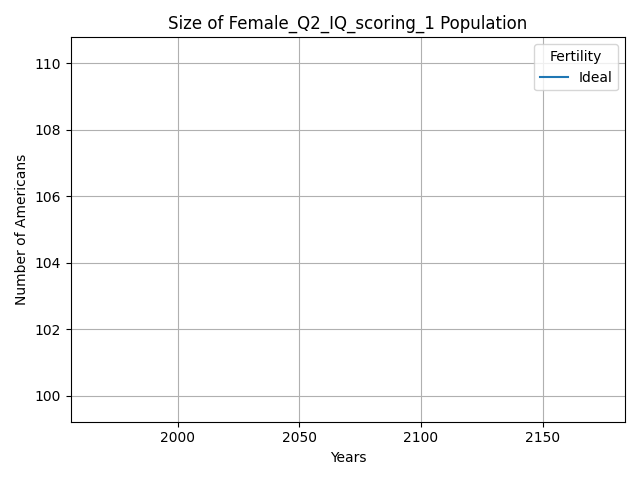 Size of Female_Q2_IQ_scoring_1 Population
Fertility
Ideal
110
108
106
104
102
100
Number of Americans
2000 2050 2100 2150
Years